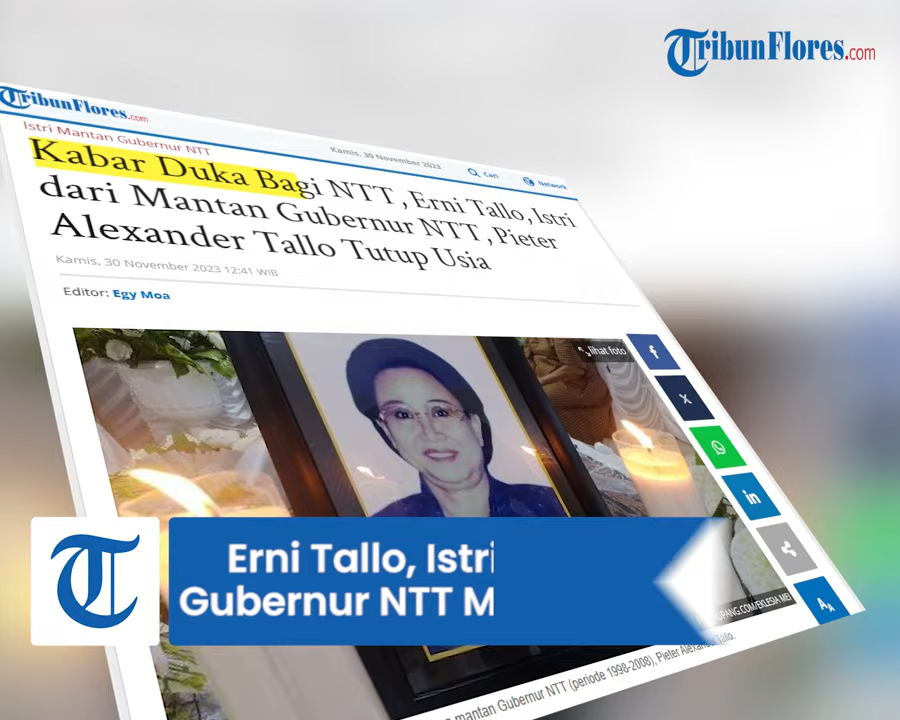 TribunFlores.com
TribunFlores.com
Istri Mantan Gubernur NTT
Kamis, 30 November 2023
Cari
Network
Kabar Duka Bagi NTT , Erni Tallo, Istri
dari Mantan Gubernur NTT , Pieter
Alexander Tallo Tutup Usia
Kamis, 30 November 2023 12:41 WIB
Editor: Egy Moa
lihat foto
Erni Tallo, Istri
Gubernur NTT M
mantan Gubernur NTT (periode 1998-2008), Pieter Alexander Tallo.